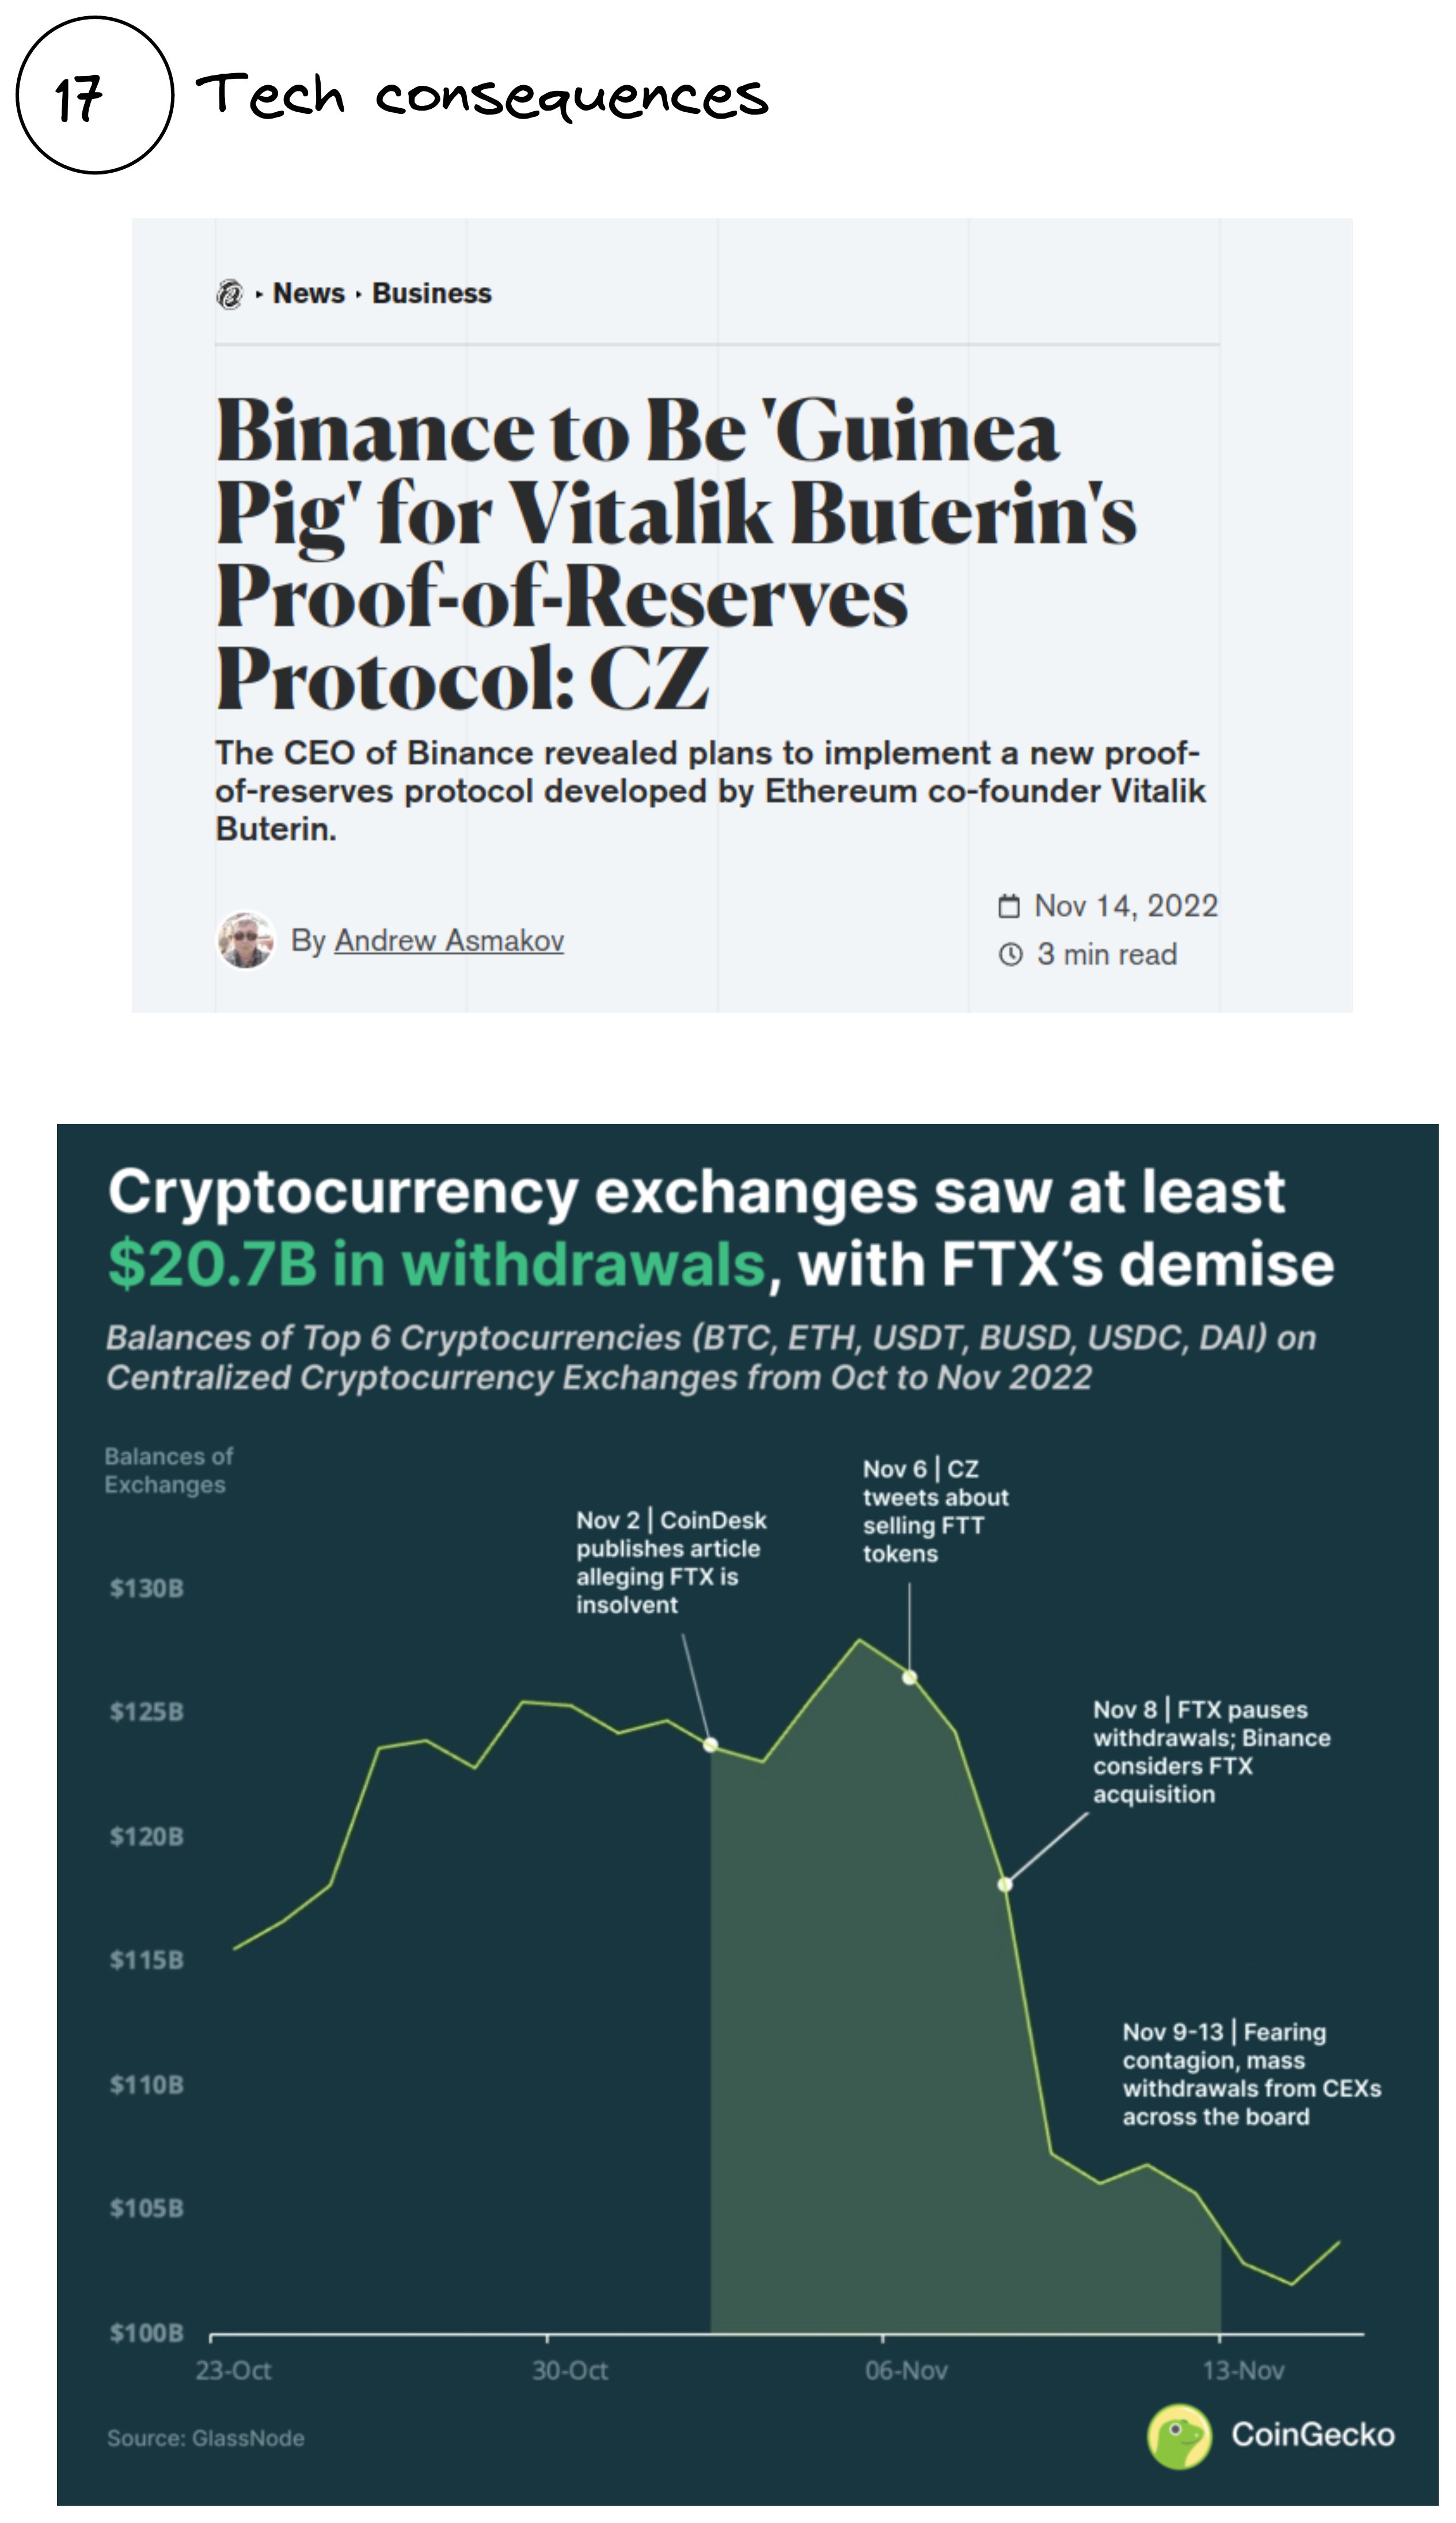 17 Tech consequences
News ‣ Business
Binance to Be 'Guinea
Pig' for Vitalik Buterin's
Proof-of-Reserves
Protocol: CZ
The CEO of Binance revealed plans to implement a new proof-
of-reserves protocol developed by Ethereum co-founder Vitalik
Buterin.
By Andrew Asmakov
Nov 14, 2022
3 min read
Cryptocurrency exchanges saw at least
$20.7B in withdrawals, with FTX’s demise
Balances of Top 6 Cryptocurrencies (BTC, ETH, USDT, BUSD, USDC, DAI) on
Centralized Cryptocurrency Exchanges from Oct to Nov 2022
Balances of
Exchanges
Nov 2 | CoinDesk
publishes article
alleging FTX is
insolvent
Nov 6 | CZ
tweets about
selling FTT
tokens
Nov 8 | FTX pauses
withdrawals; Binance
considers FTX
acquisition
Nov 9-13 | Fearing
contagion, mass
withdrawals from CEXs
across the board
$130B
$125B
$120B
$115B
$110B
$105B
$100B
23-Oct
30-Oct
06-Nov
13-Nov
Source: GlassNode
CoinGecko